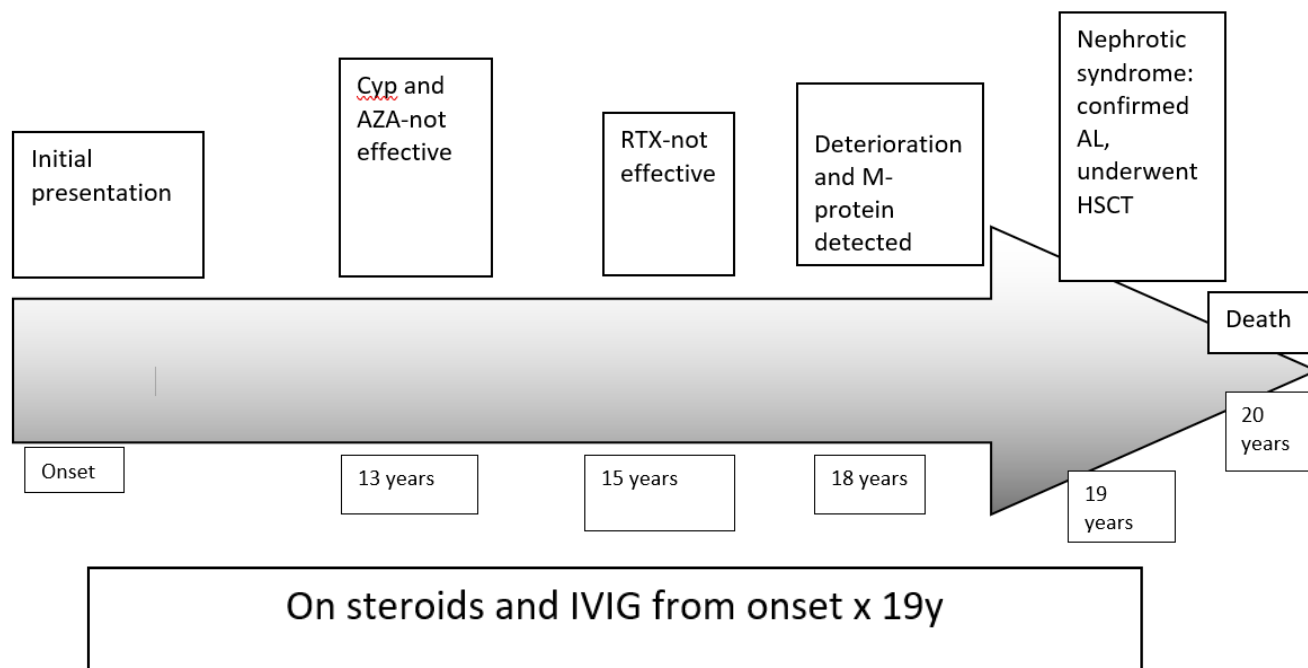 Initial
presentation
Cyp and
AZA-not
effective
RTX-not
effective
Deterioration
and M-
protein
detected
Nephrotic
syndrome:
confirmed
AL,
underwent
HSCT
Death
Onset
13 years
15 years
18 years
19
years
20
years
On steroids and IVIG from onset x 19y